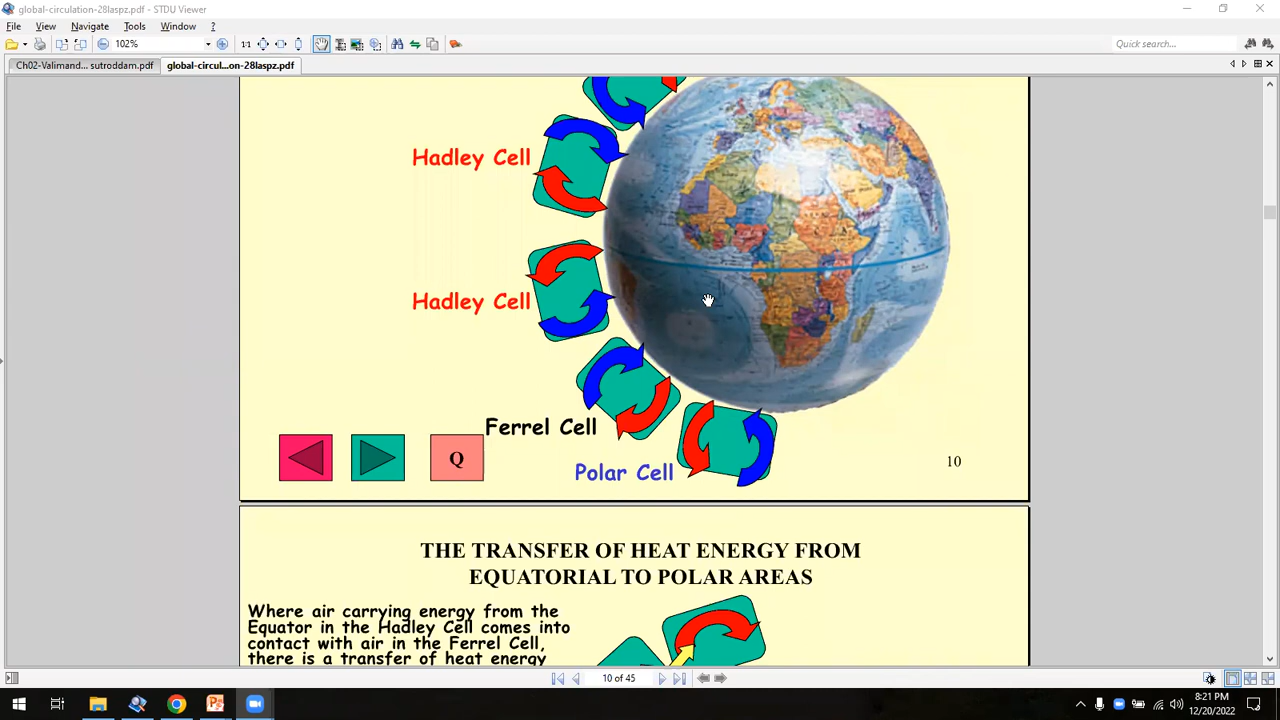 global-circulation-28laspz.pdf - STDU Viewer
File View Navigate Tools Window ?
102%
1:1
Quick search...
Ch02-Valimand... sutroddam.pdf
global-circul...on-28laspz.pdf
Hadley Cell
Hadley Cell
Ferrel Cell
Q
Polar Cell
10
THE TRANSFER OF HEAT ENERGY FROM
EQUATORIAL TO POLAR AREAS
Where air carrying energy from the
Equator in the Hadley Cell comes into
contact with air in the Ferrel Cell,
there is a transfer of heat energy
10 of 45
8:21 PM
12/20/2022